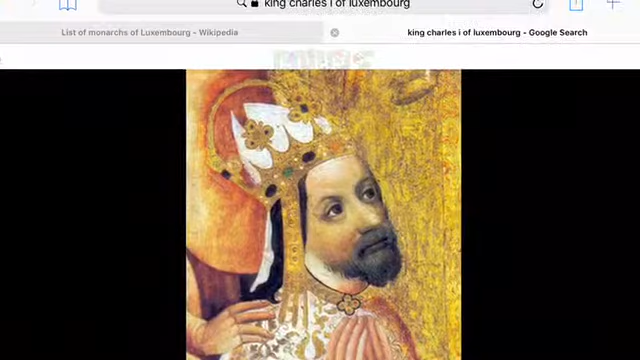 king charles i of luxembourg
List of monarchs of Luxembourg - Wikipedia
king charles i of luxembourg - Google Search